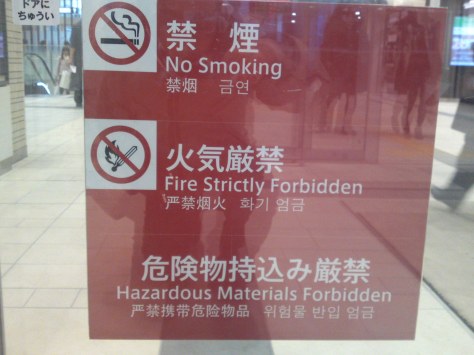 ドアに
ちゅうい
禁 煙
No Smoking
禁烟 금연
火気厳禁
Fire Strictly Forbidden
严禁烟火 화기 엄금
危険物持込み厳禁
Hazardous Materials Forbidden
严禁携带危险物品 위험물 반입 엄금